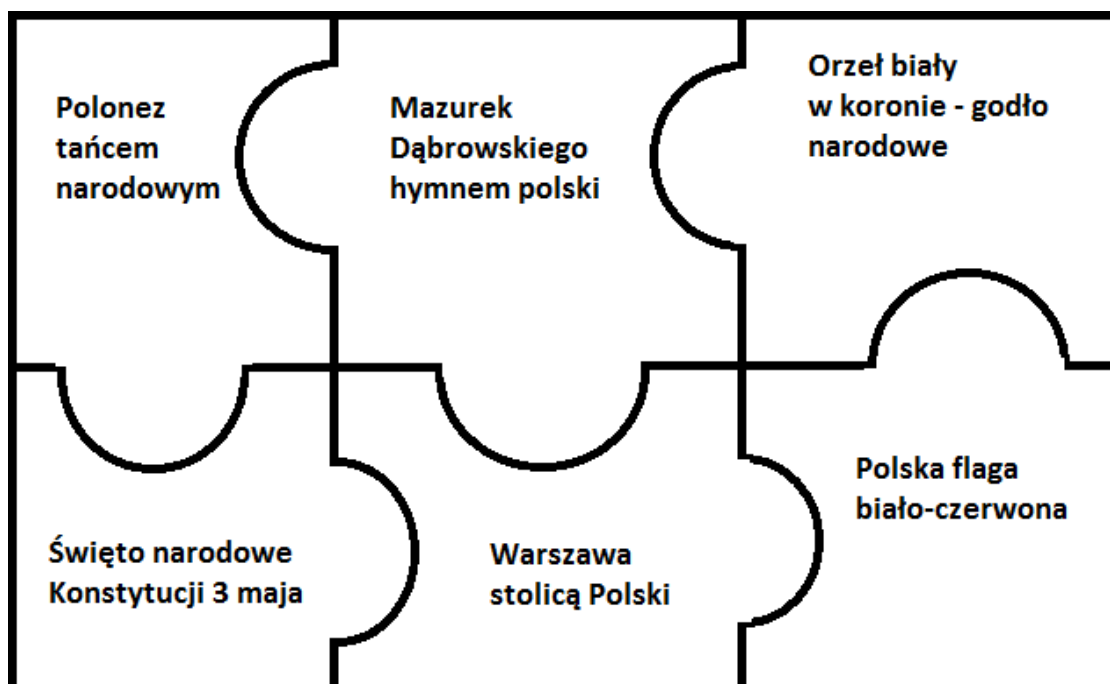 Polonez
tańcem
narodowym
Mazurek
Dąbrowskiego
hymnem polski
Orzeł biały
w koronie - godło
narodowe
Święto narodowe
Konstytucji 3 maja
Warszawa
stolicą Polski
Polska flaga
biało-czerwona